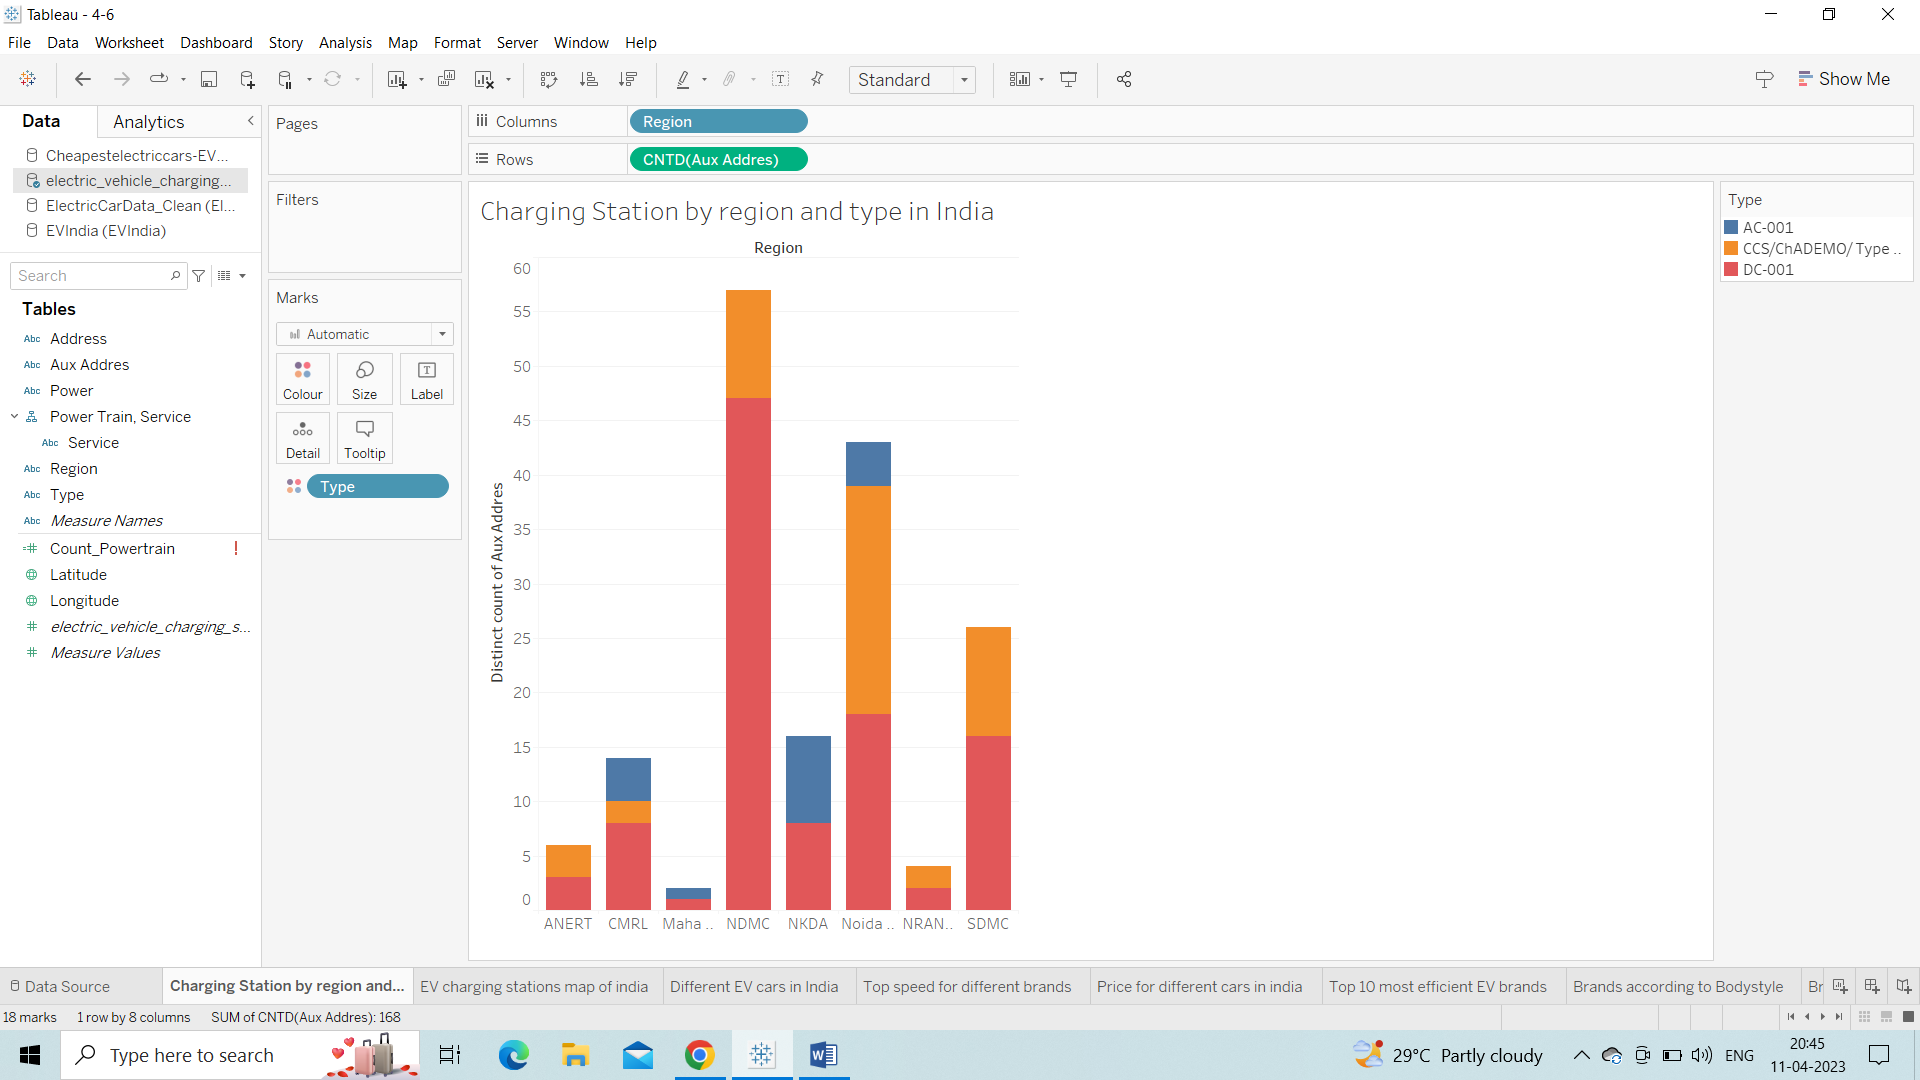 Tableau - 4-6
File Data Worksheet Dashboard Story Analysis Map Format Server Window Help
Standard
Show Me
Data Analytics
Cheapestelectriccars-EV...
electric_vehicle_charging...
ElectricCarData_Clean (El...
EVIndia (EVIndia)
Search
Tables
Abc Address
Abc Aux Addres
Abc Power
Power Train, Service
Abc Service
Abc Region
Abc Type
Abc Measure Names
=# Count_Powertrain !
Latitude
Longitude
# electric_vehicle_charging_s...
# Measure Values
Pages
Filters
Marks
Automatic
Colour Size Label
Detail Tooltip
Type
Columns Region
Rows CNTD(Aux Addres)
Charging Station by region and type in India
Region
Distinct count of Aux Addres
60
55
50
45
40
35
30
25
20
15
10
5
0
ANERT CMRL Maha .. NDMC NKDA Noida .. NRAN.. SDMC
Type
AC-001
CCS/ChADEMO/ Type ..
DC-001
Data Source Charging Station by region and... EV charging stations map of india Different EV cars in India Top speed for different brands Price for different cars in india Top 10 most efficient EV brands Brands according to Bodystyle Br
18 marks 1 row by 8 columns SUM of CNTD(Aux Addres): 168
Type here to search
29°C Partly cloudy
ENG
20:45
11-04-2023